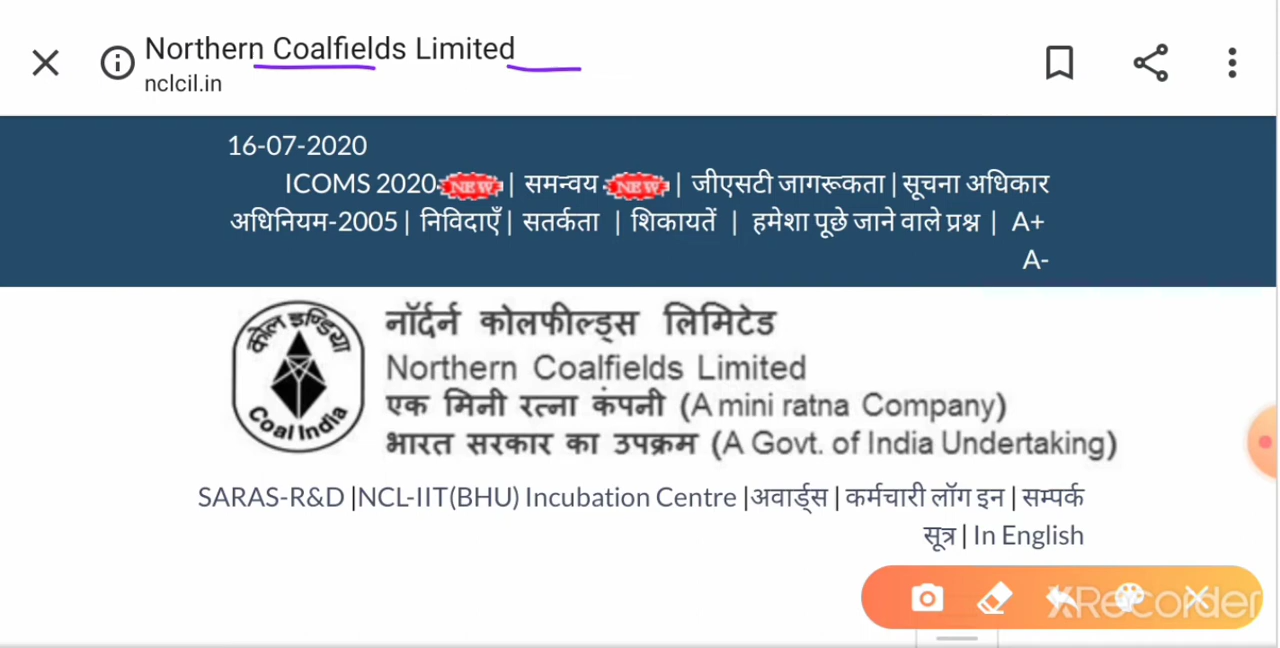 Northern Coalfields Limited
nclcil.in
16-07-2020
ICOMS 2020 NEW | समन्वय NEW | जीएसटी जागरूकता | सूचना अधिकार
अधिनियम-2005 | निविदाएँ | सतर्कता | शिकायतें | हमेशा पूछे जाने वाले प्रश्न | A+
A-
कोल इण्डिया
Coal India
नॉर्दर्न कोलफील्ड्स लिमिटेड
Northern Coalfields Limited
एक मिनी रत्ना कंपनी (A mini ratna Company)
भारत सरकार का उपक्रम (A Govt. of India Undertaking)
SARAS-R&D |NCL-IIT(BHU) Incubation Centre |अवार्ड्स | कर्मचारी लॉग इन | सम्पर्क
सूत्र | In English
XRecorder